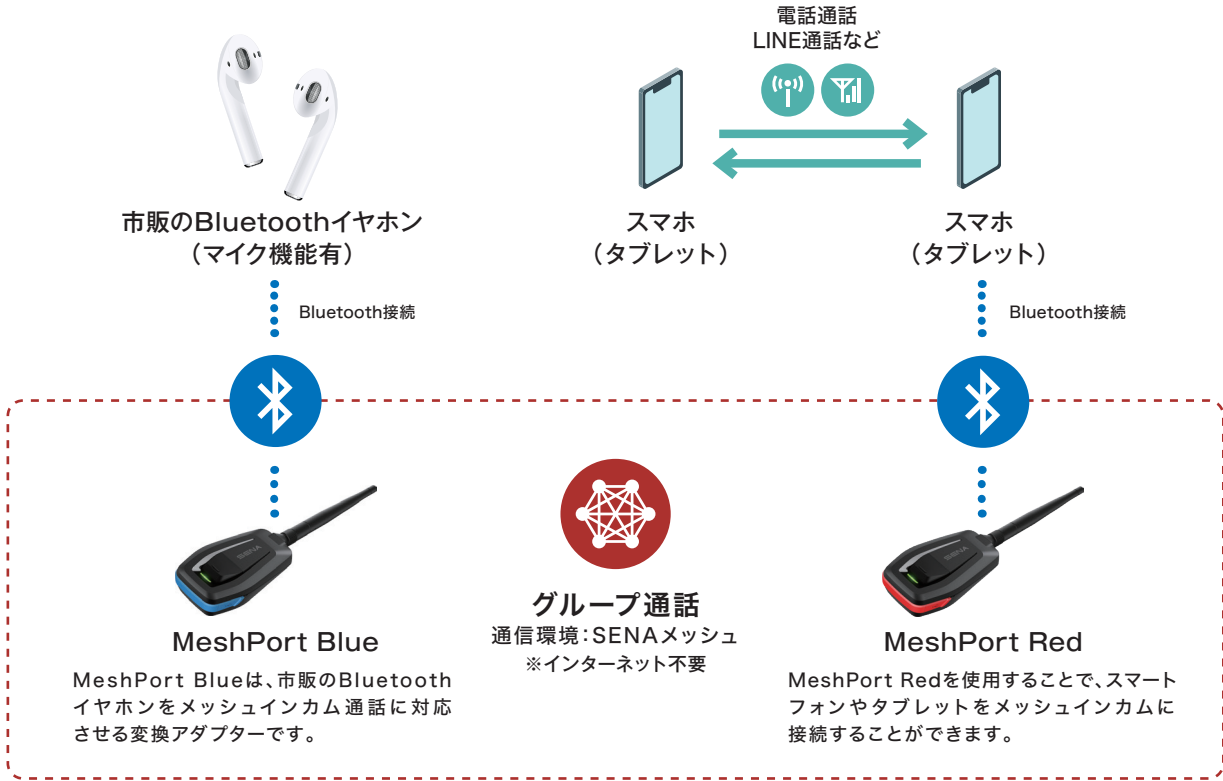 電話通話
LINE通話など
市販のBluetoothイヤホン
（マイク機能有）
スマホ
（タブレット）
スマホ
（タブレット）
Bluetooth接続
Bluetooth接続
SENA
SENA
グループ通話
通信環境：SENAメッシュ
※インターネット不要
MeshPort Blue
MeshPort Blueは、市販のBluetooth
イヤホンをメッシュインカム通話に対応
させる変換アダプターです。
MeshPort Red
MeshPort Redを使用することで、スマート
フォンやタブレットをメッシュインカムに
接続することができます。